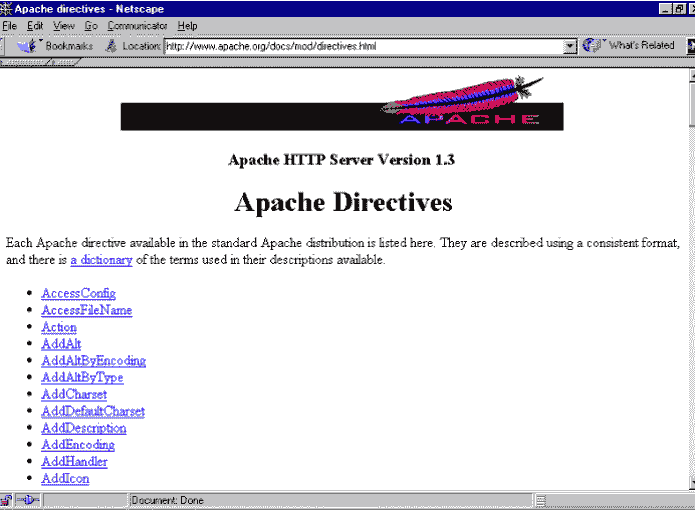 Apache directives - Netscape
File Edit View Go Communicator Help
Bookmarks Location: http://www.apache.org/docs/mod/directives.html What's Related
APACHE
Apache HTTP Server Version 1.3
Apache Directives
Each Apache directive available in the standard Apache distribution is listed here. They are described using a consistent format,
and there is a dictionary of the terms used in their descriptions available.
AccessConfig
AccessFileName
Action
AddAlt
AddAltByEncoding
AddAltByType
AddCharset
AddDefaultCharset
AddDescription
AddEncoding
AddHandler
AddIcon
Document: Done